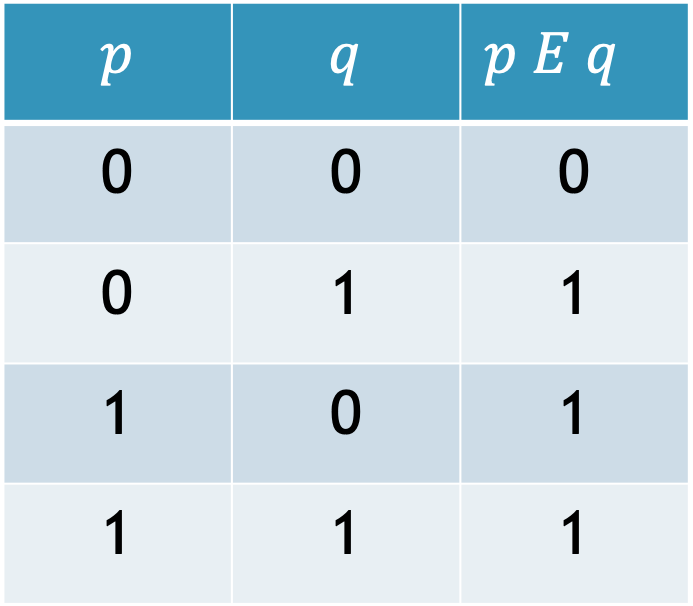 p q p E q
0 0 0
0 1 1
1 0 1
1 1 1